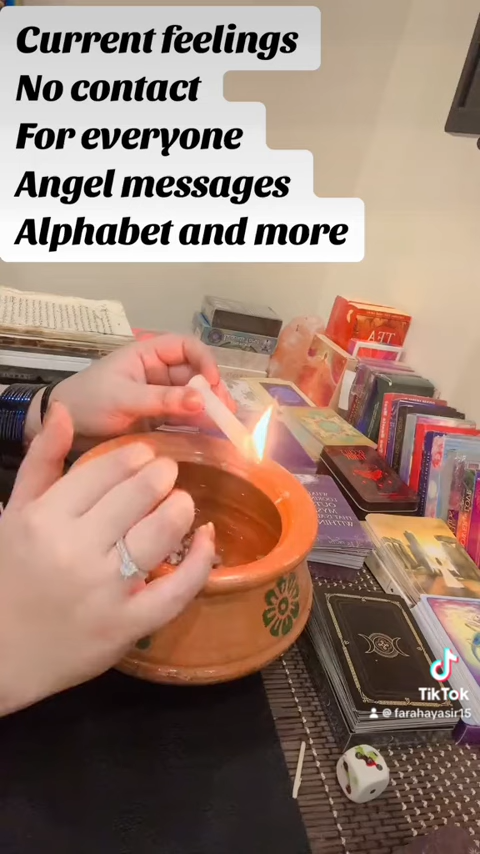 Current feelings
No contact
For everyone
Angel messages
Alphabet and more
TikTok
@farahayasir15